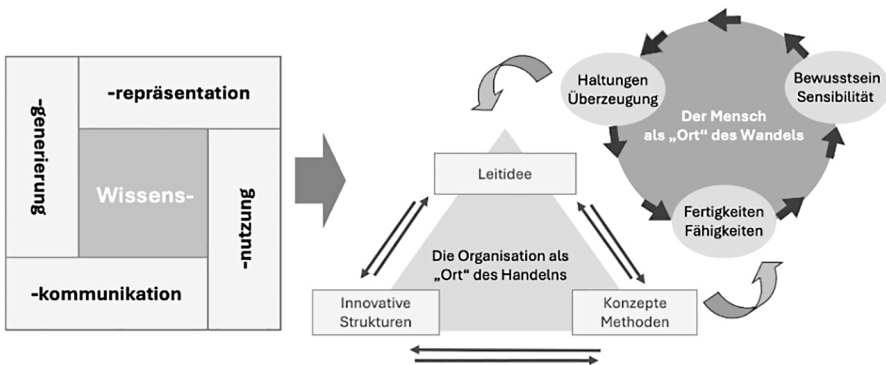 -generierung
-repräsentation
Wissens-
-nutzung
-kommunikation
Leitidee
Die Organisation als
„Ort“ des Handelns
Innovative
Strukturen
Konzepte
Methoden
Haltungen
Überzeugung
Bewusstsein
Sensibilität
Der Mensch
als „Ort“ des Wandels
Fertigkeiten
Fähigkeiten